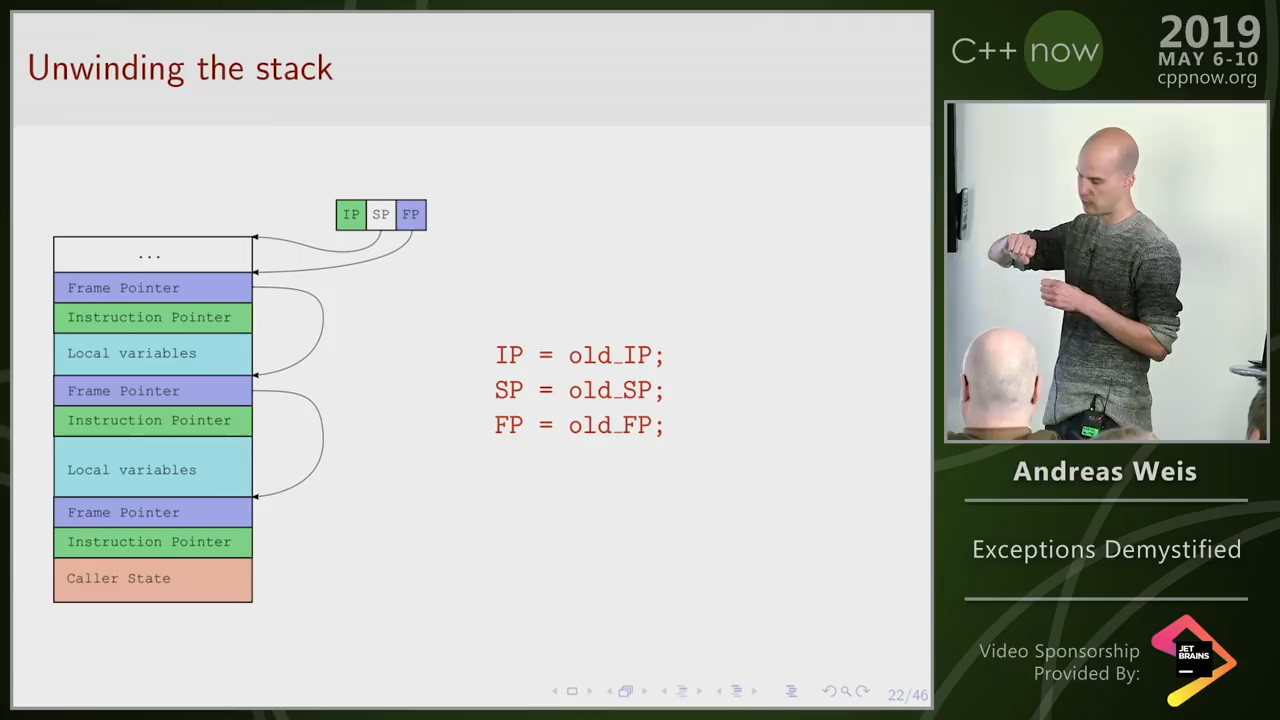 Unwinding the stack
IP SP FP
...
Frame Pointer
Instruction Pointer
Local variables
Frame Pointer
Instruction Pointer
Local variables
Frame Pointer
Instruction Pointer
Caller State
IP = old_IP;
SP = old_SP;
FP = old_FP;
22/46
C++ now
2019
MAY 6-10
cppnow.org
Andreas Weis
Exceptions Demystified
Video Sponsorship
Provided By:
JET
BRAINS